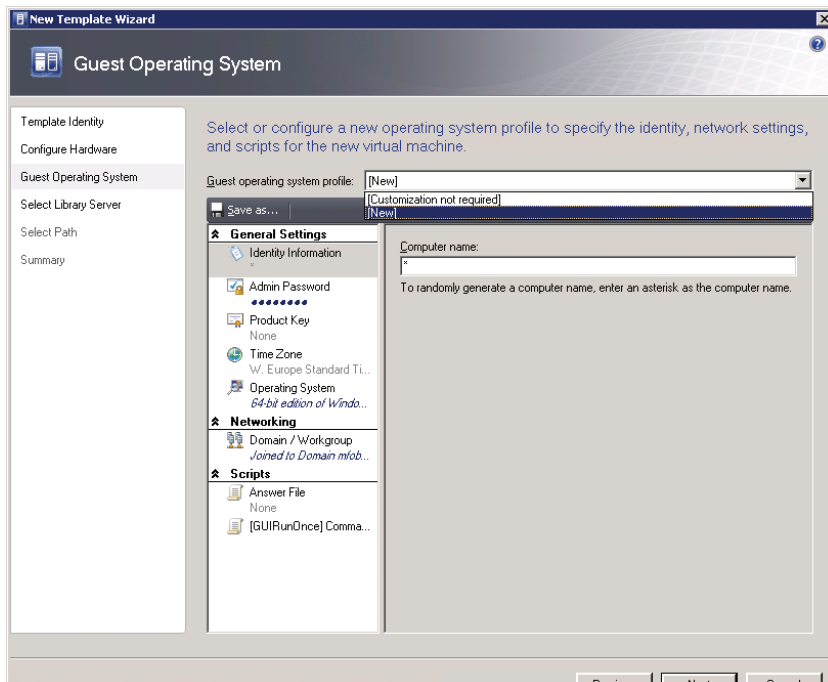 New Template Wizard
Guest Operating System
Template Identity
Configure Hardware
Guest Operating System
Select Library Server
Select Path
Summary
Select or configure a new operating system profile to specify the identity, network settings,
and scripts for the new virtual machine.
Guest operating system profile: [New]
[Customization not required]
[New]
Save as...
General Settings
Identity Information
*
Admin Password
Product Key
None
Time Zone
W. Europe Standard Ti...
Operating System
64-bit edition of Windo...
Networking
Domain / Workgroup
Joined to Domain mfob...
Scripts
Answer File
None
[GUIRunOnce] Comma...
Computer name:
*
To randomly generate a computer name, enter an asterisk as the computer name.